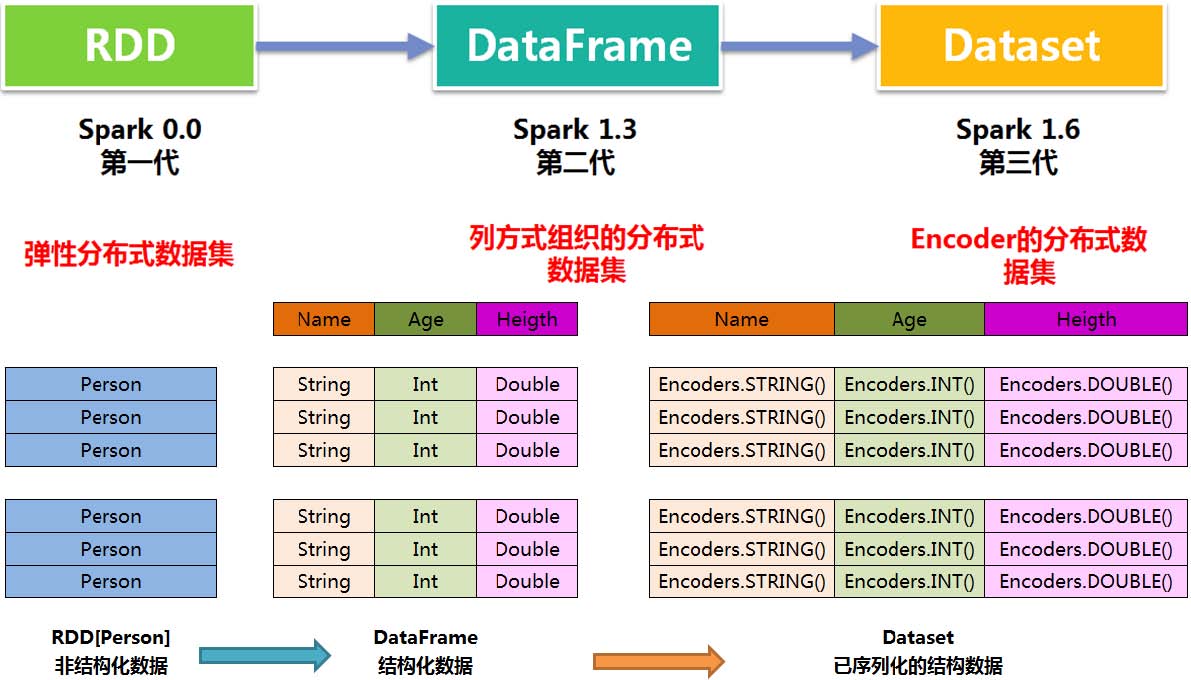 RDD DataFrame Dataset
Spark 0.0 Spark 1.3 Spark 1.6
第一代 第二代 第三代
弹性分布式数据集
列方式组织的分布式
数据集
Encoder的分布式数
据集
Name Age Heigth Name Age Heigth
Person String Int Double Encoders.STRING() Encoders.INT() Encoders.DOUBLE()
Person String Int Double Encoders.STRING() Encoders.INT() Encoders.DOUBLE()
Person String Int Double Encoders.STRING() Encoders.INT() Encoders.DOUBLE()
Person String Int Double Encoders.STRING() Encoders.INT() Encoders.DOUBLE()
Person String Int Double Encoders.STRING() Encoders.INT() Encoders.DOUBLE()
Person String Int Double Encoders.STRING() Encoders.INT() Encoders.DOUBLE()
RDD[Person] DataFrame Dataset
非结构化数据 结构化数据 已序列化的结构数据